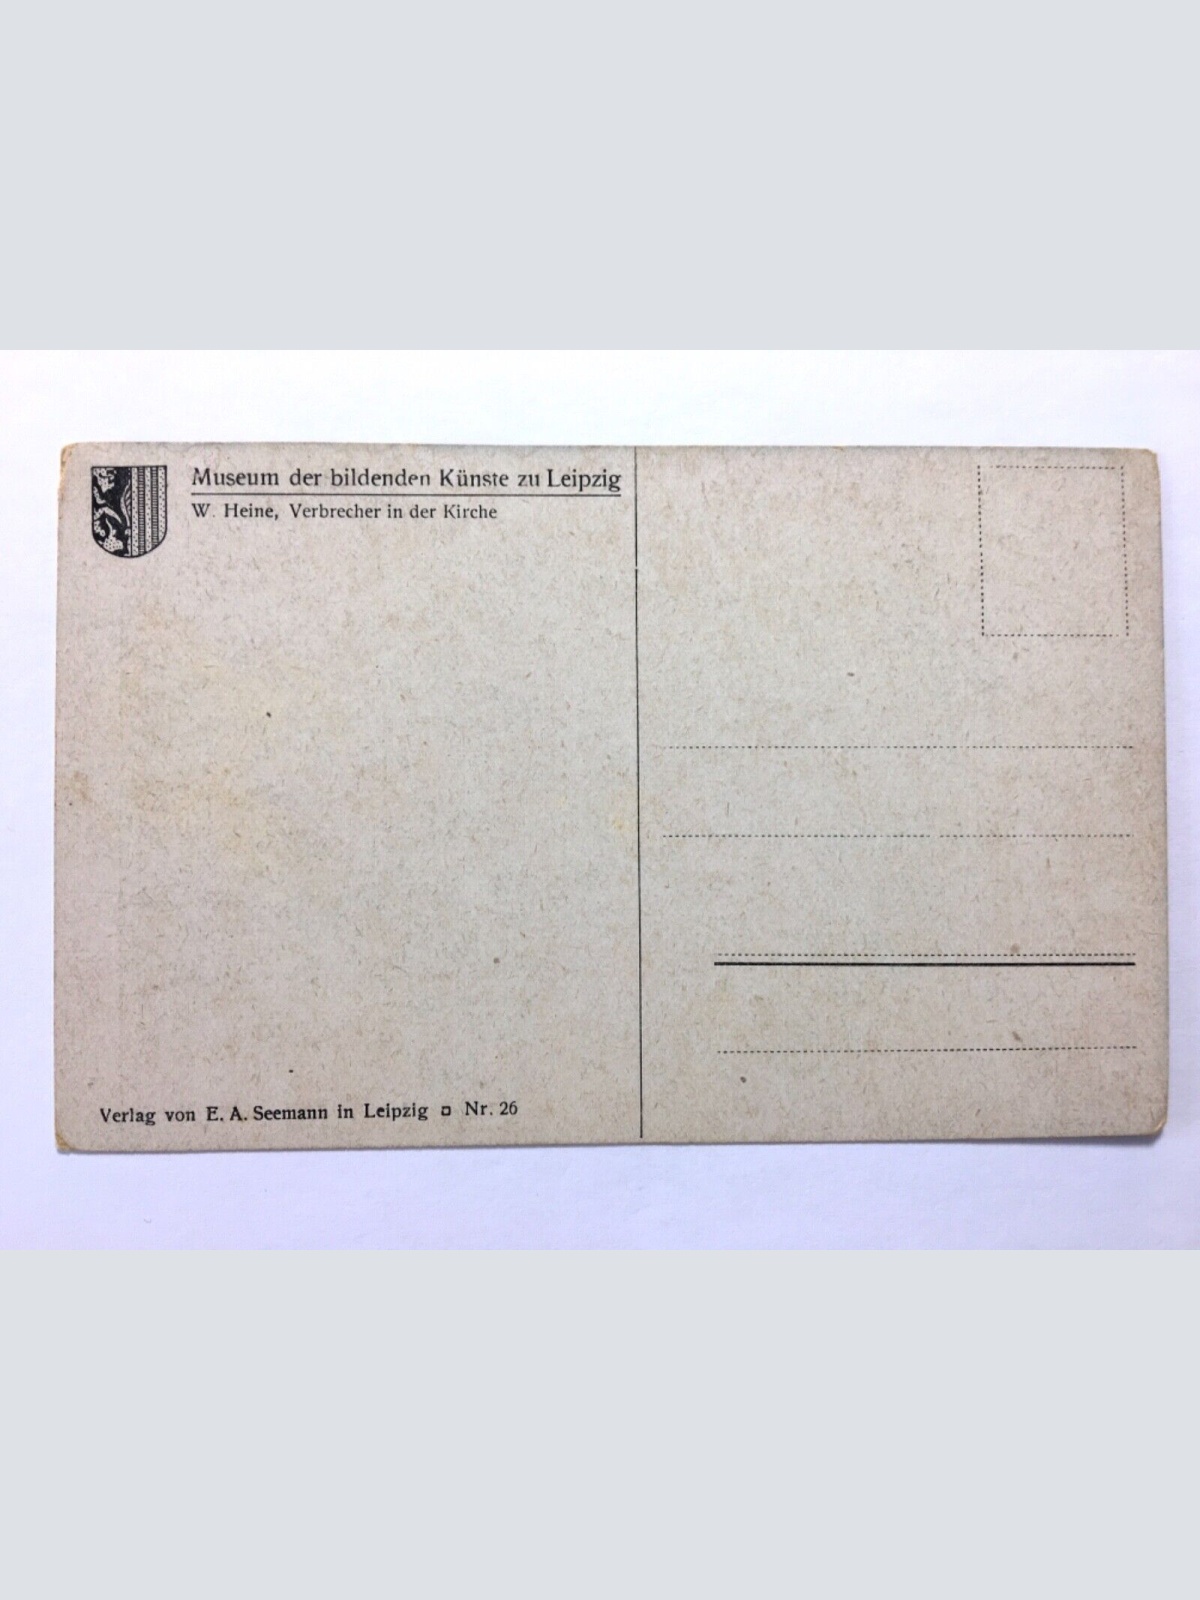 Museum der bildenden Künste zu Leipzig
W. Heine, Verbrecher in der Kirche
Verlag von E. A. Seemann in Leipzig ¤ Nr. 26